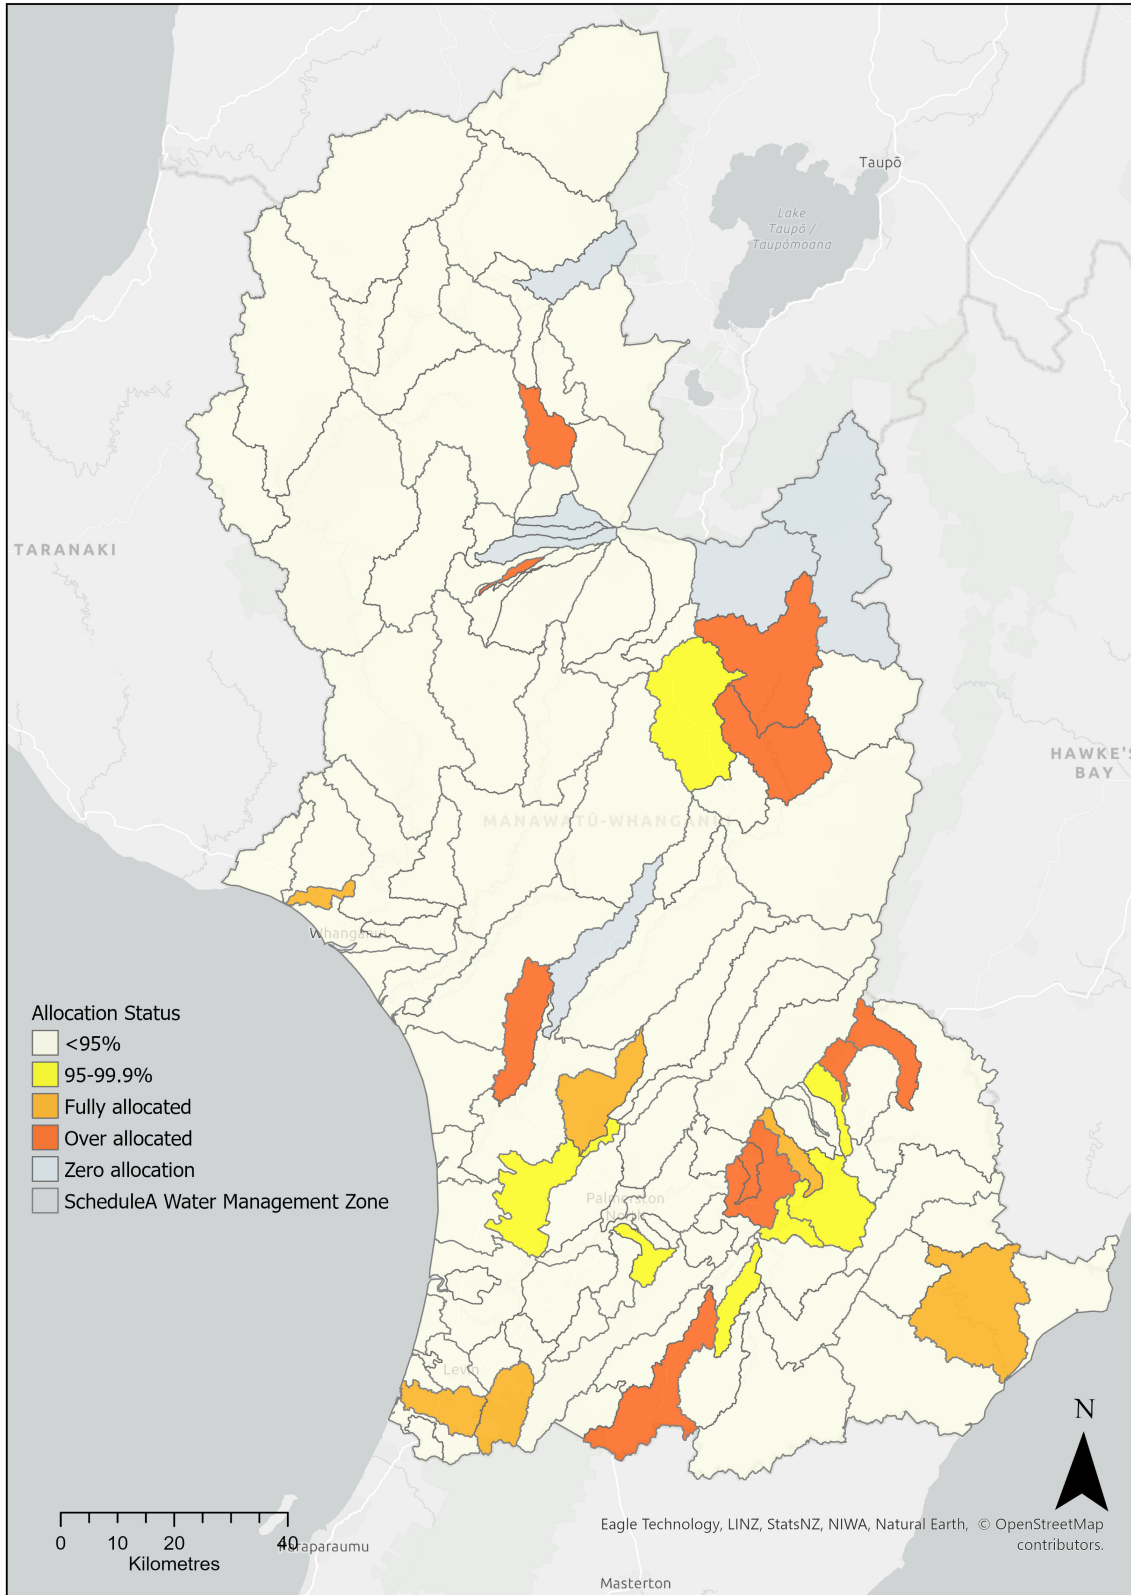 Taupō
Lake
Taupō /
Taupōmoana
TARANAKI
HAWKE'S
BAY
MANAWATŪ-WHANGANUI
Whanganui
Allocation Status
<95%
95-99.9%
Fully allocated
Over allocated
Zero allocation
ScheduleA Water Management Zone
Palmerston
North
Levin
N
0 10 20 40
Kilometres
Paraparaumu
Eagle Technology, LINZ, StatsNZ, NIWA, Natural Earth, © OpenStreetMap
contributors.
Masterton